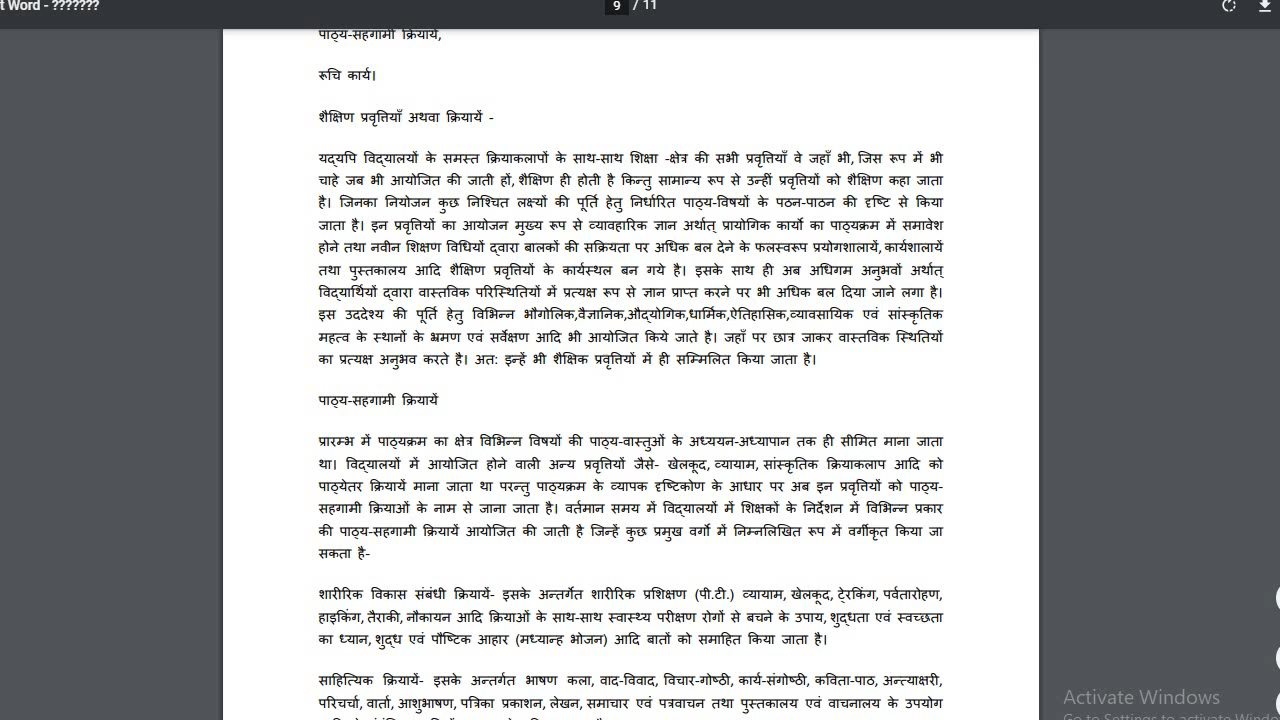 t Word - ???????
9 / 11
पाठ्य-सहगामी क्रियायें,
रूचि कार्य।
शैक्षिण प्रवृत्तियाँ अथवा क्रियायें -
यद्यपि विद्यालयों के समस्त क्रियाकलापों के साथ-साथ शिक्षा -क्षेत्र की सभी प्रवृत्तियाँ वे जहाँ भी, जिस रूप में भी
चाहे जब भी आयोजित की जाती हों, शैक्षिण ही होती है किन्तु सामान्य रूप से उन्हीं प्रवृत्तियों को शैक्षिण कहा जाता
है। जिनका नियोजन कुछ निश्चित लक्ष्यों की पूर्ति हेतु निर्धारित पाठ्य-विषयों के पठन-पाठन की दृष्टि से किया
जाता है। इन प्रवृत्तियों का आयोजन मुख्य रूप से व्यावहारिक ज्ञान अर्थात् प्रायोगिक कार्यो का पाठ्यक्रम में समावेश
होने तथा नवीन शिक्षण विधियों द्वारा बालकों की सक्रियता पर अधिक बल देने के फलस्वरूप प्रयोगशालायें, कार्यशालायें
तथा पुस्तकालय आदि शैक्षिण प्रवृत्तियों के कार्यस्थल बन गये है। इसके साथ ही अब अधिगम अनुभवों अर्थात्
विद्यार्थियों द्वारा वास्तविक परिस्थितियों में प्रत्यक्ष रूप से ज्ञान प्राप्त करने पर भी अधिक बल दिया जाने लगा है।
इस उददेश्य की पूर्ति हेतु विभिन्न भौगोलिक,वैज्ञानिक,औद्योगिक,धार्मिक,ऐतिहासिक,व्यावसायिक एवं सांस्कृतिक
महत्व के स्थानों के भ्रमण एवं सर्वेक्षण आदि भी आयोजित किये जाते है। जहाँ पर छात्र जाकर वास्तविक स्थितियों
का प्रत्यक्ष अनुभव करते है। अत: इन्हें भी शैक्षिक प्रवृत्तियों में ही सम्मिलित किया जाता है।
पाठ्य-सहगामी क्रियायें
प्रारम्भ में पाठ्यक्रम का क्षेत्र विभिन्न विषयों की पाठ्य-वास्तुओं के अध्ययन-अध्यापान तक ही सीमित माना जाता
था। विद्यालयों में आयोजित होने वाली अन्य प्रवृत्तियों जैसे- खेलकूद, व्यायाम, सांस्कृतिक क्रियाकलाप आदि को
पाठ्येतर क्रियायें माना जाता था परन्तु पाठ्यक्रम के व्यापक दृष्टिकोण के आधार पर अब इन प्रवृत्तियों को पाठ्य-
सहगामी क्रियाओं के नाम से जाना जाता है। वर्तमान समय में विद्यालयों में शिक्षकों के निर्देशन में विभिन्न प्रकार
की पाठ्य-सहगामी क्रियायें आयोजित की जाती है जिन्हें कुछ प्रमुख वर्गो में निम्नलिखित रूप में वर्गीकृत किया जा
सकता है-
शारीरिक विकास संबंधी क्रियायें- इसके अन्तर्गेत शारीरिक प्रशिक्षण (पी.टी.) व्यायाम, खेलकूद, टे्रकिंग, पर्वतारोहण,
हाइकिंग, तैराकी, नौकायन आदि क्रियाओं के साथ-साथ स्वास्थ्य परीक्षण रोगों से बचने के उपाय, शुद्धता एवं स्वच्छता
का ध्यान, शुद्ध एवं पौष्टिक आहार (मध्यान्ह भोजन) आदि बातों को समाहित किया जाता है।
साहित्यिक क्रियायें- इसके अन्तर्गत भाषण कला, वाद-विवाद, विचार-गोष्ठी, कार्य-संगोष्ठी, कविता-पाठ, अन्त्याक्षरी,
परिचर्चा, वार्ता, आशुभाषण, पत्रिका प्रकाशन, लेखन, समाचार एवं पत्रवाचन तथा पुस्तकालय एवं वाचनालय के उपयोग
Activate Windows
Go to Settings to activate Windo